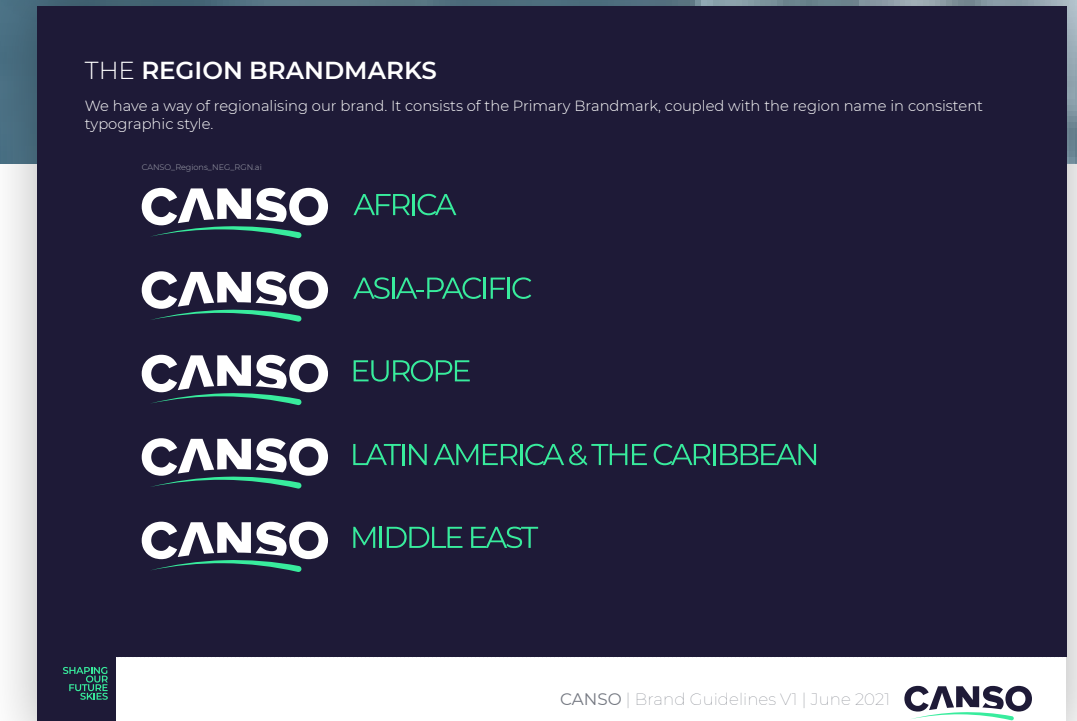 THE REGION BRANDMARKS
We have a way of regionalising our brand. It consists of the Primary Brandmark, coupled with the region name in consistent
typographic style.
CANSO_Regions_NEG_RGN.ai
CANSO AFRICA
CANSO ASIA-PACIFIC
CANSO EUROPE
CANSO LATIN AMERICA & THE CARIBBEAN
CANSO MIDDLE EAST
SHAPING
OUR
FUTURE
SKIES
CANSO | Brand Guidelines V1 | June 2021 CANSO